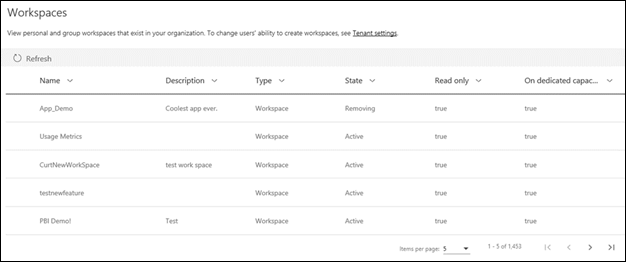 Workspaces
View personal and group workspaces that exist in your organization. To change users' ability to create workspaces, see Tenant settings.
Refresh
Name Description Type State Read only On dedicated capac...
App_Demo Coolest app ever. Workspace Removing true true
Usage Metrics Workspace Active true true
CurtNewWorkSpace test work space Workspace Active true true
testnewfeature Workspace Active true true
PBI Demo! Test Workspace Active true true
Items per page: 5 1 - 5 of 1,453